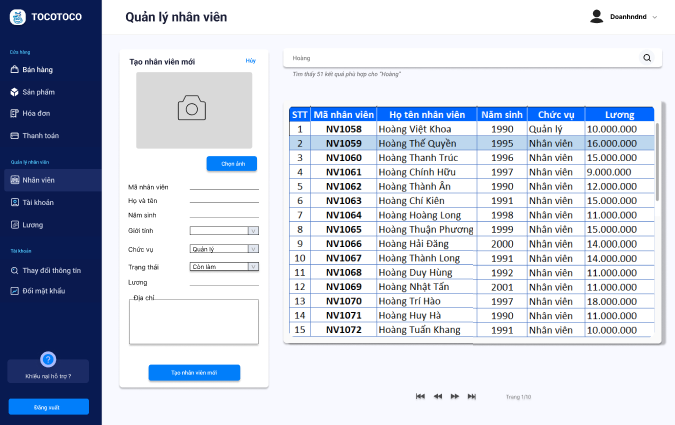 TOCOTOCO
Quản lý nhân viên
Doanhndnd
Cửa hàng
Bán hàng
Sản phẩm
Hóa đơn
Thanh toán
Quản lý nhân viên
Nhân viên
Tài khoản
Lương
Tài khoản
Thay đổi thông tin
Đổi mật khẩu
?
Khiếu nại hỗ trợ ?
Đăng xuất
Tạo nhân viên mới
Hủy
Chọn ảnh
Mã nhân viên
Họ và tên
Năm sinh
Giới tính
Chức vụ Quản lý
Trạng thái Còn làm
Lương
Địa chỉ
Tạo nhân viên mới
Hoàng
Tìm thấy 51 kết quả phù hợp cho "Hoàng"
STT Mã nhân viên Họ tên nhân viên Năm sinh Chức vụ Lương
1 NV1058 Hoàng Việt Khoa 1990 Quản lý 10.000.000
2 NV1059 Hoàng Thế Quyền 1995 Nhân viên 16.000.000
3 NV1060 Hoàng Thanh Trúc 1996 Nhân viên 15.000.000
4 NV1061 Hoàng Chính Hữu 1997 Nhân viên 9.000.000
5 NV1062 Hoàng Thành Ân 1990 Nhân viên 12.000.000
6 NV1063 Hoàng Chí Kiên 1991 Nhân viên 15.000.000
7 NV1064 Hoàng Hoàng Long 1998 Nhân viên 11.000.000
8 NV1065 Hoàng Thuận Phương 1999 Nhân viên 15.000.000
9 NV1066 Hoàng Hải Đăng 2000 Nhân viên 14.000.000
10 NV1067 Hoàng Thành Long 1991 Nhân viên 14.000.000
11 NV1068 Hoàng Duy Hùng 1992 Nhân viên 11.000.000
12 NV1069 Hoàng Nhật Tấn 2001 Nhân viên 11.000.000
13 NV1070 Hoàng Trí Hào 1997 Nhân viên 18.000.000
14 NV1071 Hoàng Huy Hà 1990 Nhân viên 11.000.000
15 NV1072 Hoàng Tuấn Khang 1991 Nhân viên 10.000.000
Trang 1/10